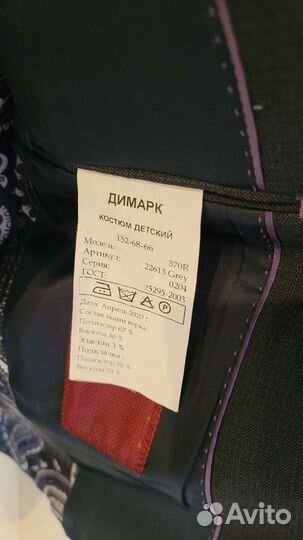 ДИМАРК
КОСТЮМ ДЕТСКИЙ
152-68-66
Модель: 570R
Артикул: 22613 Grey
Серия: 0204
ГОСТ: 25295-2003
Дата: Апрель 2020 г.
Состав ткани верха
Полиэстер 67 %
Вискоза 30 %
Эластан 3 %
Подкладка:
Полиэстер 50 %
Вискоза 50 %
Avito